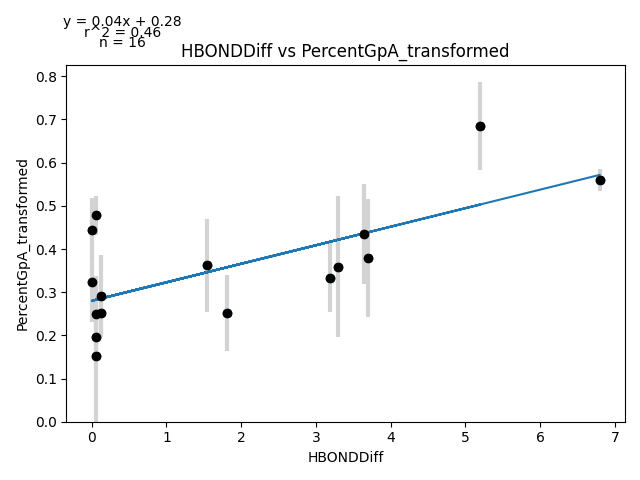 y = 0.04x + 0.28
r^2 = 0.46
n = 16
HBONDDiff vs PercentGpA_transformed
PercentGpA_transformed
0.8
0.7
0.6
0.5
0.4
0.3
0.2
0.1
0.0
0 1 2 3 4 5 6 7
HBONDDiff